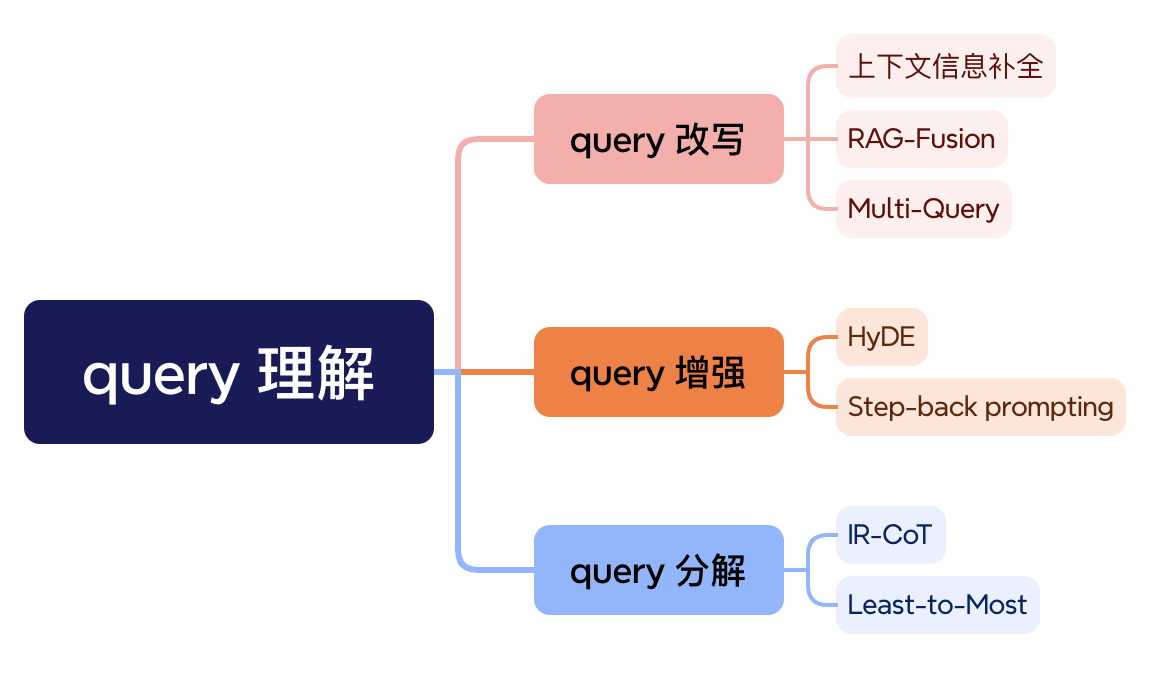 query 理解
query 改写
上下文信息补全
RAG-Fusion
Multi-Query
query 增强
HyDE
Step-back prompting
query 分解
IR-CoT
Least-to-Most